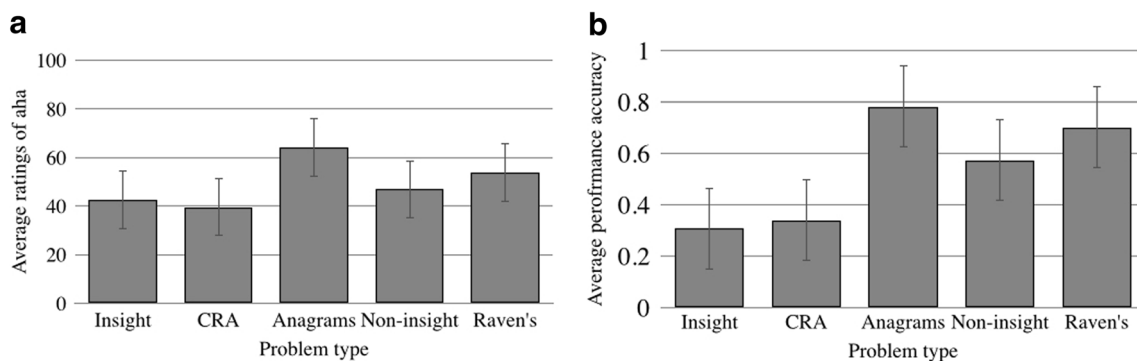 a
Average ratings of aha
100
80
60
40
20
0
Insight CRA Anagrams Non-insight Raven's
Problem type
b
Average perofrmance accuracy
1
0.8
0.6
0.4
0.2
0
Insight CRA Anagrams Non-insight Raven's
Problem type